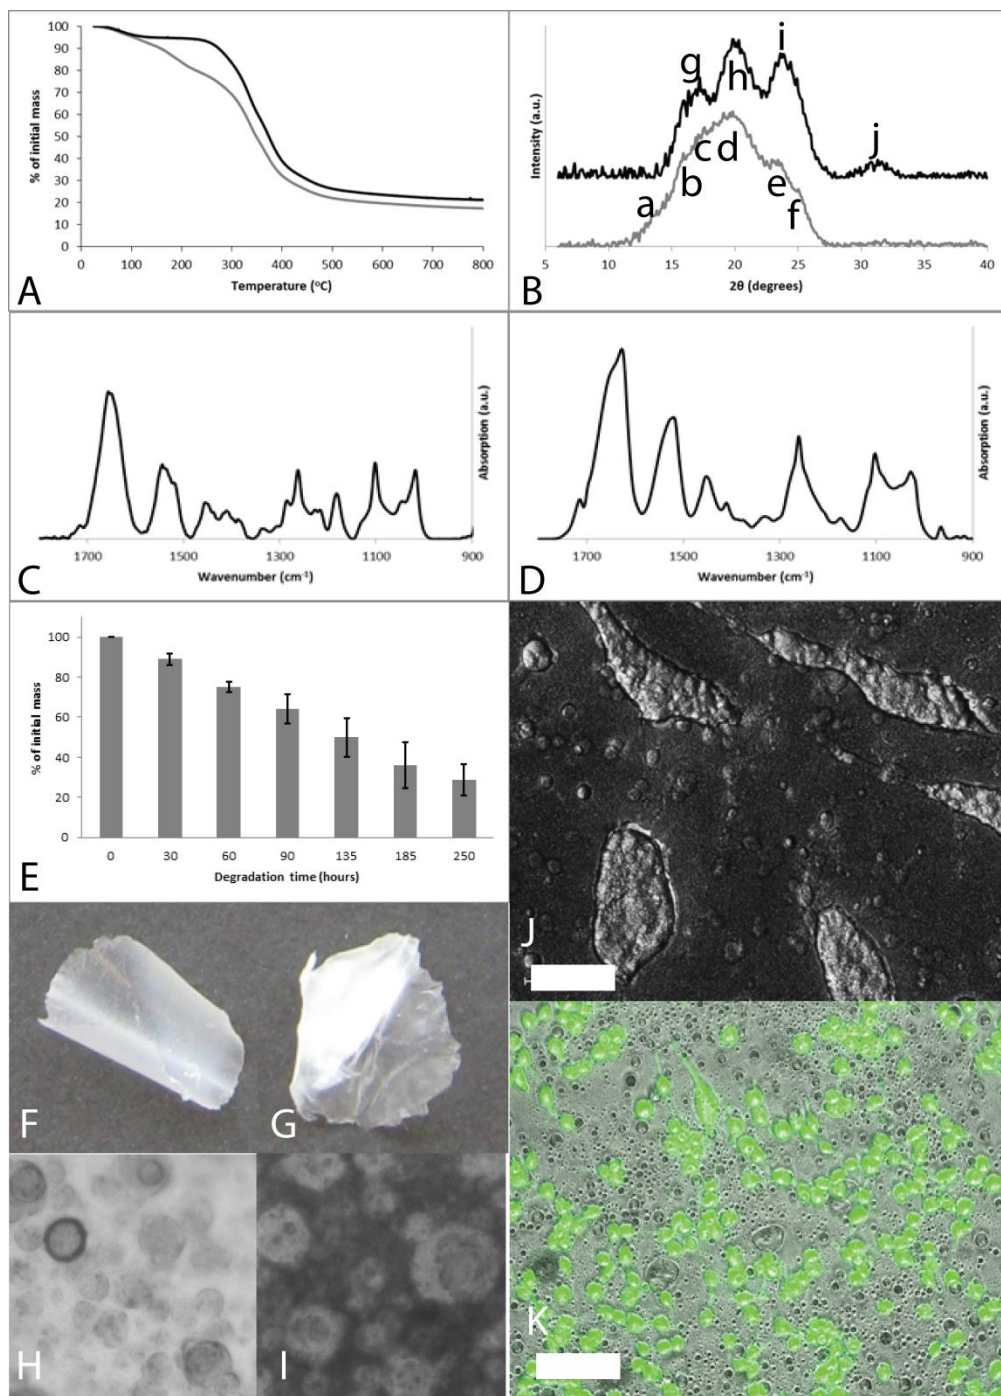 100
90
80
70
60
50
40
30
20
10
0
% of initial mass
0 100 200 300 400 500 600 700 800
Temperature (°C)
A
Intensity (a.u.)
a b c d e f g h i j
5 10 15 20 25 30 35 40
2θ (degrees)
B
Absorption (a.u.)
1700 1500 1300 1100 900
Wavenumber (cm⁻¹)
C
Absorption (a.u.)
1700 1500 1300 1100 900
Wavenumber (cm⁻¹)
D
100
80
60
40
20
0
% of initial mass
0 30 60 90 135 185 250
Degradation time (hours)
E
J
F
G
K
H
I